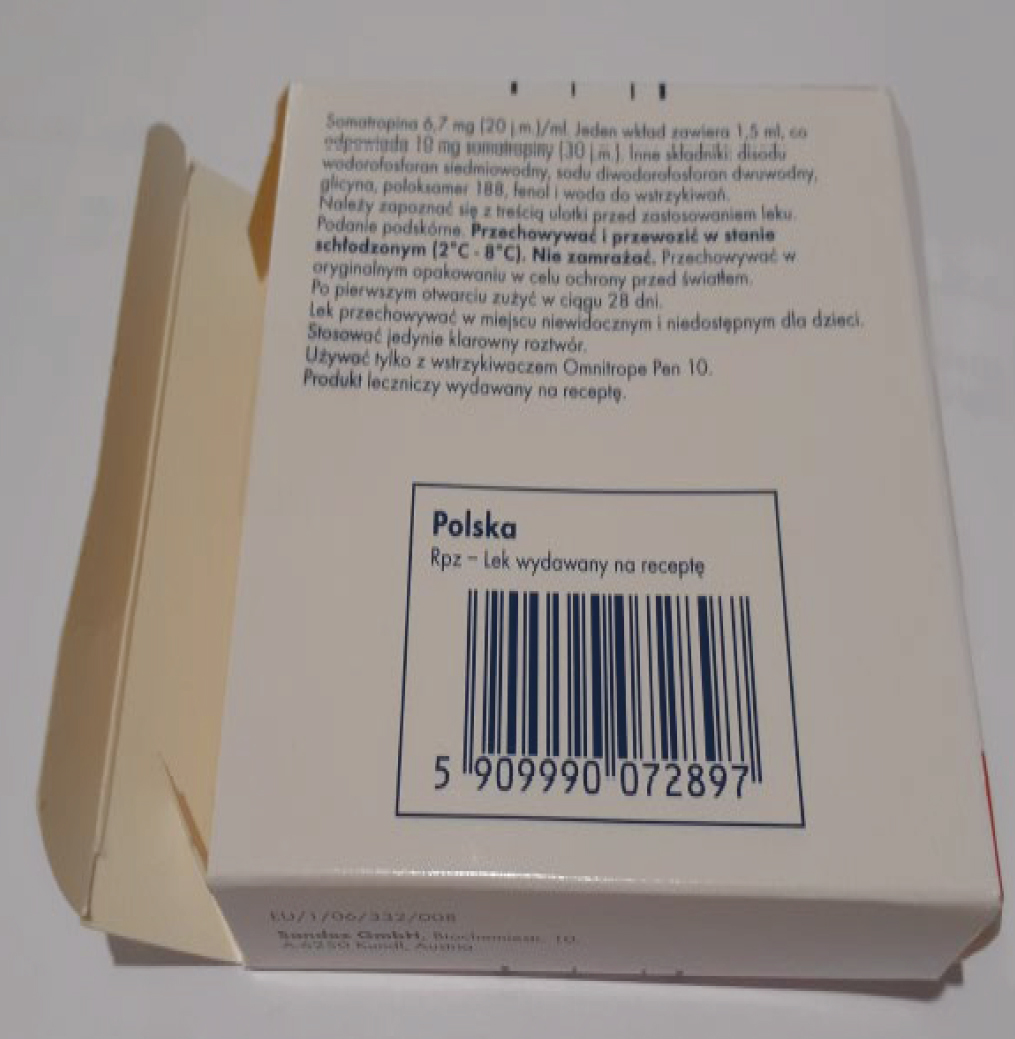 Somatropina 6,7 mg (20 j.m.)/ml. Jeden wkład zawiera 1,5 ml, co
odpowiada 10 mg somatropiny (30 j.m.). Inne składniki: disodu
wodorofosforan siedmiowodny, sodu diwodorofosforan dwuwodny,
glicyna, poloksamer 188, fenol i woda do wstrzykiwań.
Należy zapoznać się z treścią ulotki przed zastosowaniem leku.
Podanie podskórne. Przechowywać i przewozić w stanie
schłodzonym (2°C - 8°C). Nie zamrażać. Przechowywać w
oryginalnym opakowaniu w celu ochrony przed światłem.
Po pierwszym otwarciu zużyć w ciągu 28 dni.
Lek przechowywać w miejscu niewidocznym i niedostępnym dla dzieci.
Stosować jedynie klarowny roztwór.
Używać tylko z wstrzykiwaczem Omnitrope Pen 10.
Produkt leczniczy wydawany na receptę.
Polska
Rpz – Lek wydawany na receptę
5 909990 072897
EU/1/06/332/008
Sandoz GmbH, Biochemiestr. 10,
A-6250 Kundl, Austria